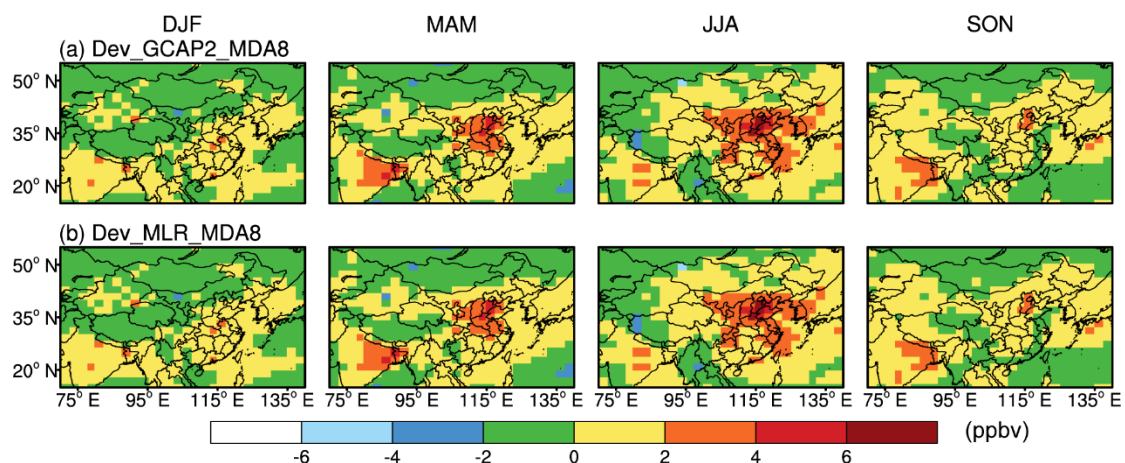 DJF MAM JJA SON
(a) Dev_GCAP2_MDA8
50° N
35°
20°
(b) Dev_MLR_MDA8
50° N
35°
20°
75° E 95° 115° E 135° E 75° E 95° 115° E 135° E 75° E 95° 115° E 135° E 75° E 95° 115° E 135° E
-6 -4 -2 0 2 4 6 (ppbv)